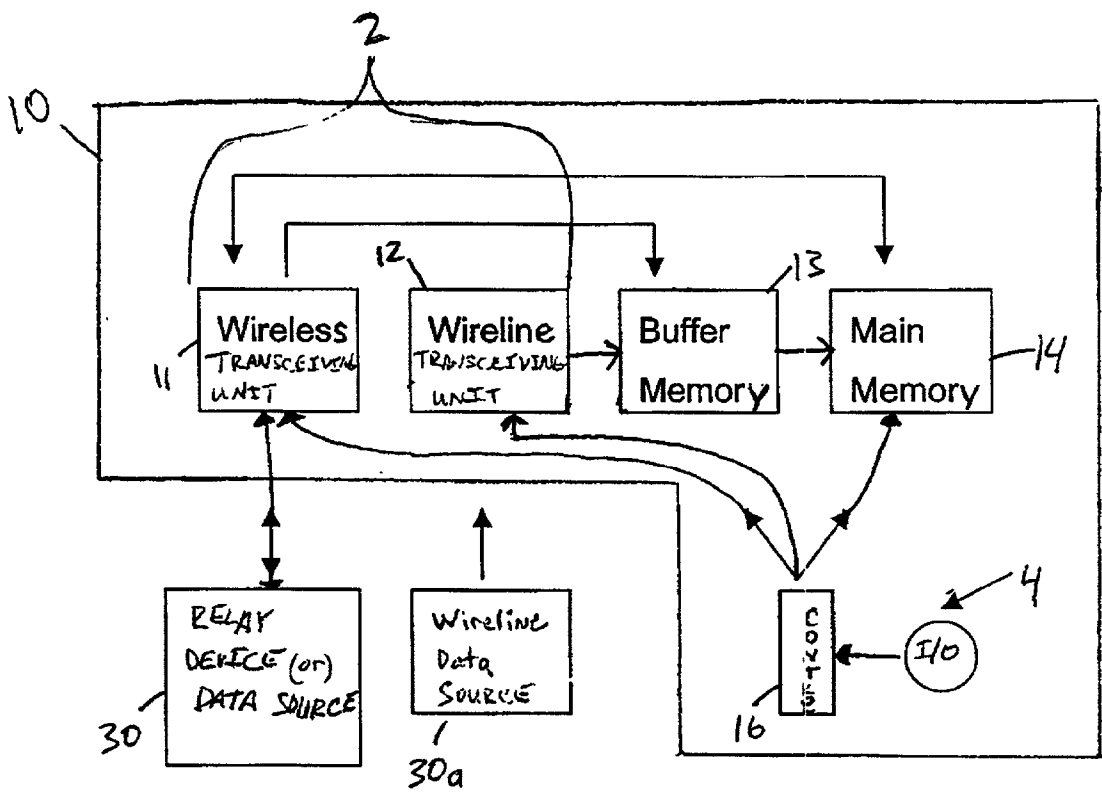 2
10
12
13
Wireless
TRANSCEIVING
UNIT
11
Wireline
TRANSCEIVING
UNIT
Buffer
Memory
Main
Memory
14
4
RELAY
DEVICE (or)
DATA SOURCE
30
Wireline
Data
SOURCE
30a
16
I/O